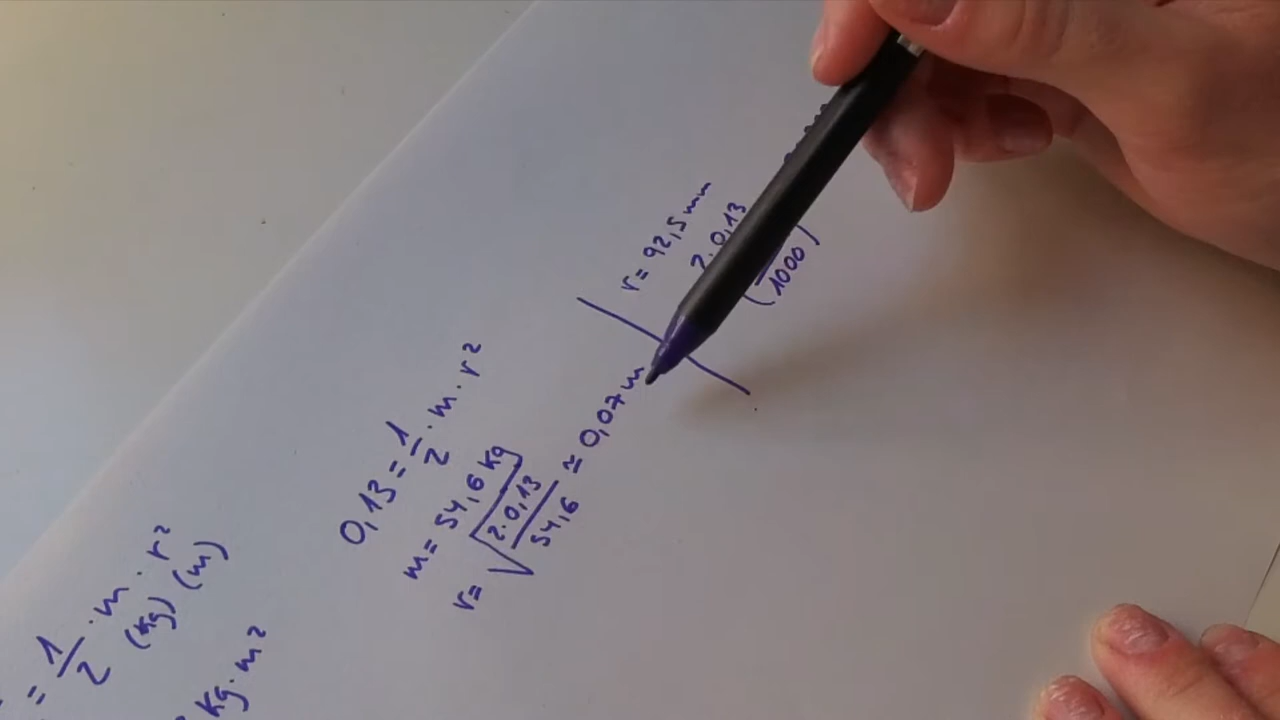 = 1/2 · m · r²
(kg) (m)
kg · m²
0,13 = 1/2 · m · r²
m = 54,6 kg
r = √(2·0,13/54,6) ≃ 0,07 m
r = 92,5 mm
2·0,13
(1000)